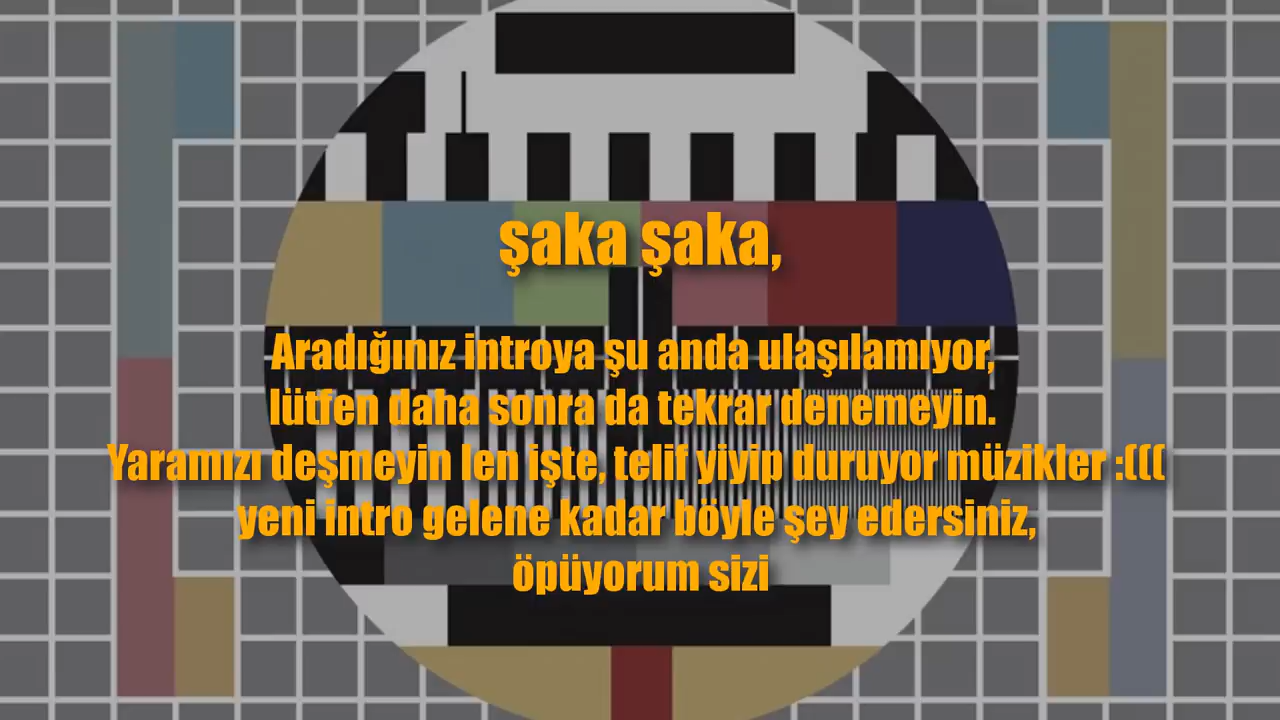 şaka şaka,
Aradığınız introya şu anda ulaşılamıyor,
lütfen daha sonra da tekrar denemeyin.
Yaramızı deşmeyin len işte, telif yiyip duruyor müzikler :(((
yeni intro gelene kadar böyle şey edersiniz,
öpüyorum sizi